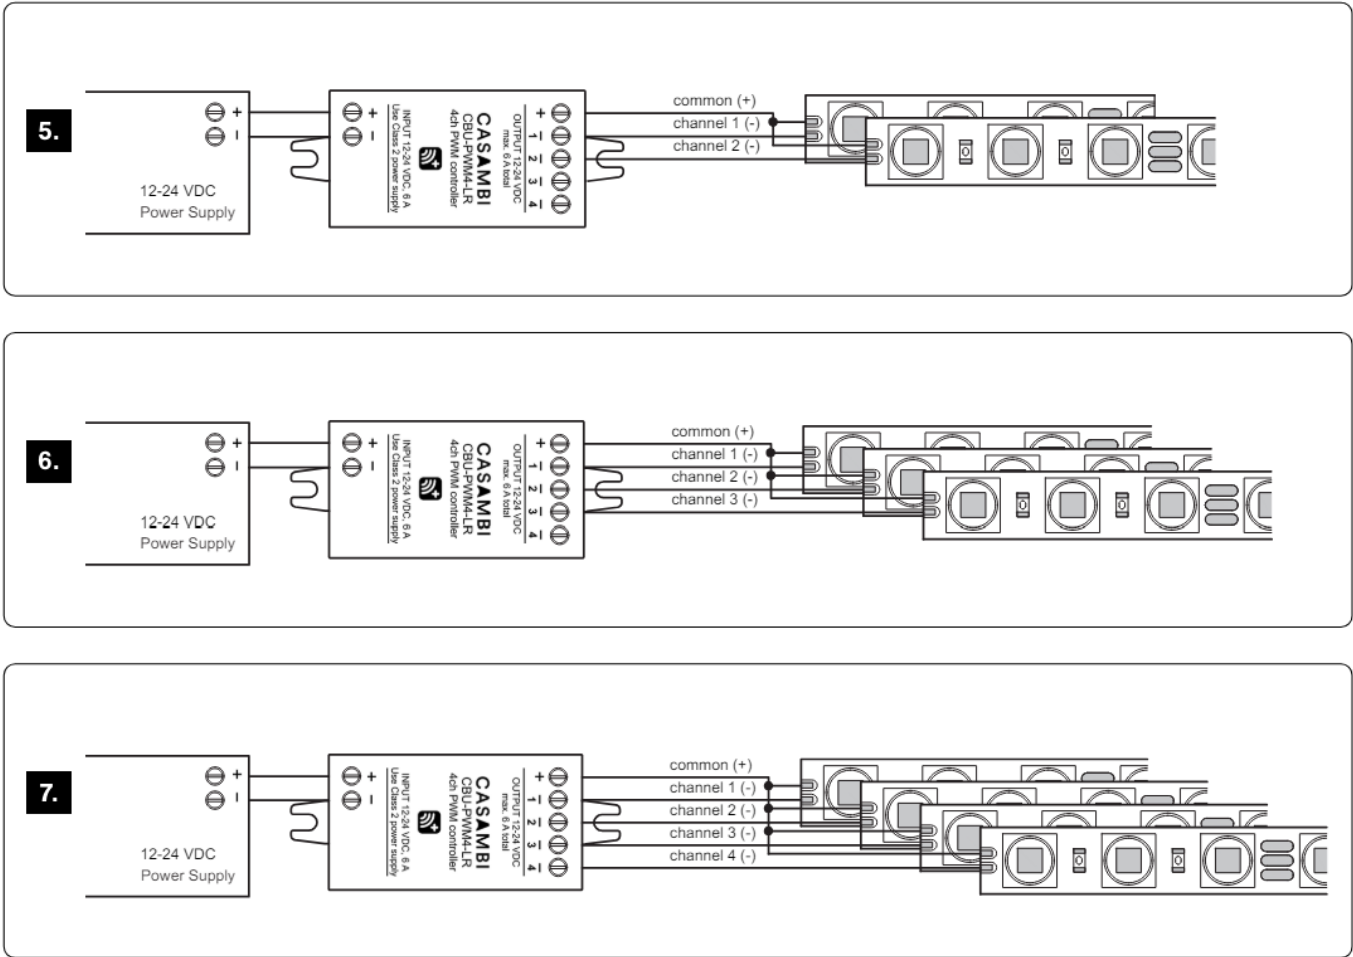 5.
12-24 VDC
Power Supply
+
−
+
−
INPUT 12-24 VDC, 6 A
Use Class 2 power supply
CASAMBI
CBU-PWM4-LR
4ch PWM controller
OUTPUT 12-24 VDC
max. 6 A total
+
1 −
2 −
3 −
4 −
common (+)
channel 1 (-)
channel 2 (-)
6.
12-24 VDC
Power Supply
+
−
+
−
INPUT 12-24 VDC, 6 A
Use Class 2 power supply
CASAMBI
CBU-PWM4-LR
4ch PWM controller
OUTPUT 12-24 VDC
max. 6 A total
+
1 −
2 −
3 −
4 −
common (+)
channel 1 (-)
channel 2 (-)
channel 3 (-)
7.
12-24 VDC
Power Supply
+
−
+
−
INPUT 12-24 VDC, 6 A
Use Class 2 power supply
CASAMBI
CBU-PWM4-LR
4ch PWM controller
OUTPUT 12-24 VDC
max. 6 A total
+
1 −
2 −
3 −
4 −
common (+)
channel 1 (-)
channel 2 (-)
channel 3 (-)
channel 4 (-)